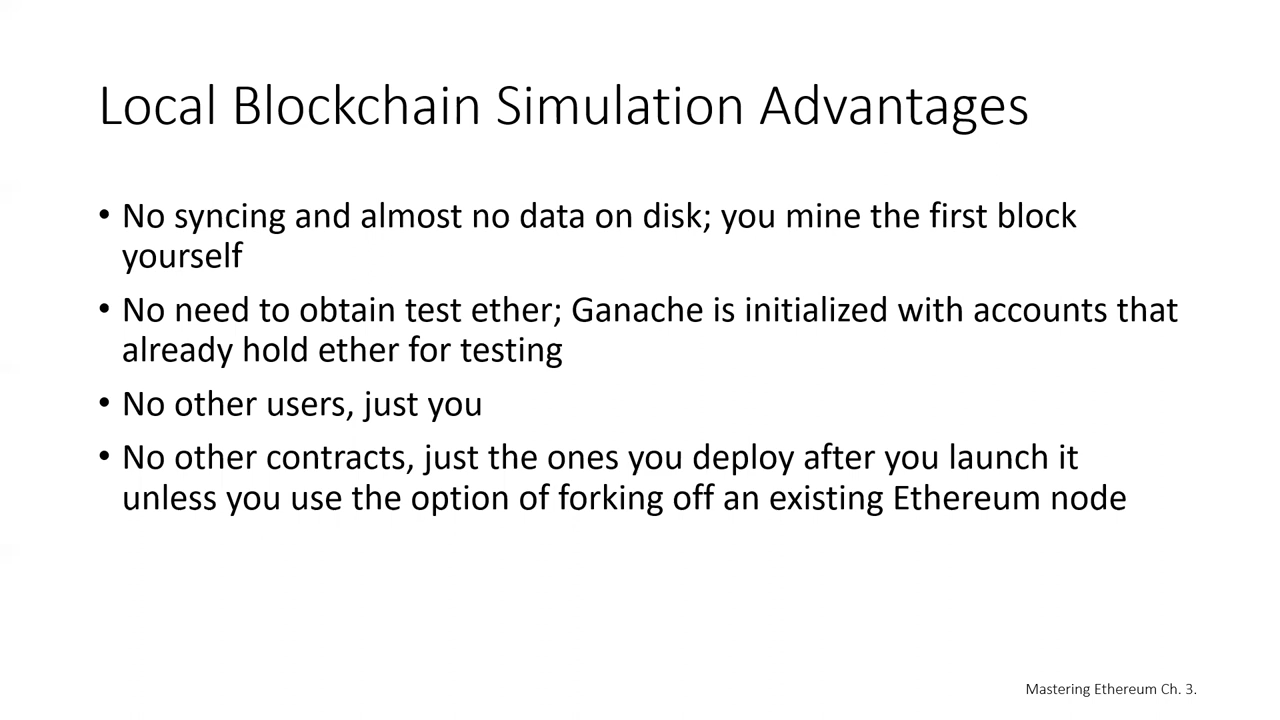 Local Blockchain Simulation Advantages
• No syncing and almost no data on disk; you mine the first block
yourself
• No need to obtain test ether; Ganache is initialized with accounts that
already hold ether for testing
• No other users, just you
• No other contracts, just the ones you deploy after you launch it
unless you use the option of forking off an existing Ethereum node
Mastering Ethereum Ch. 3.